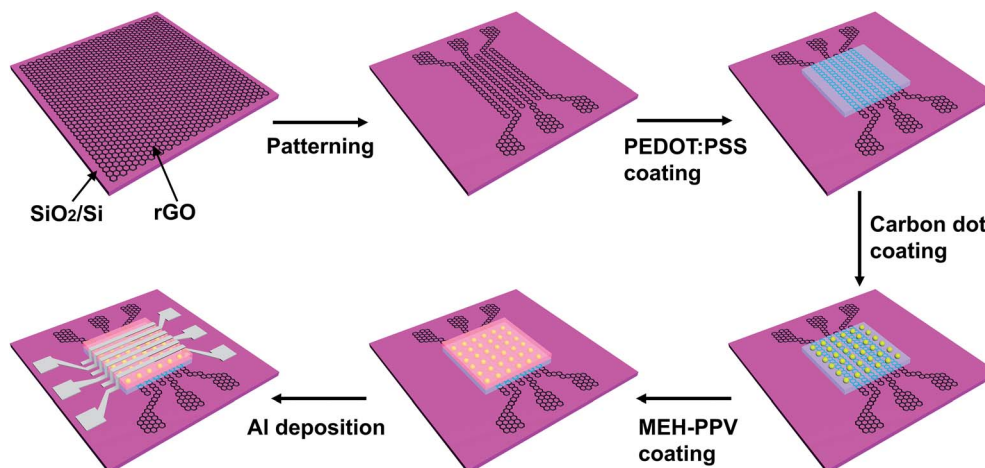 Patterning
PEDOT:PSS
coating
SiO2/Si
rGO
Carbon dot
coating
Al deposition
MEH-PPV
coating